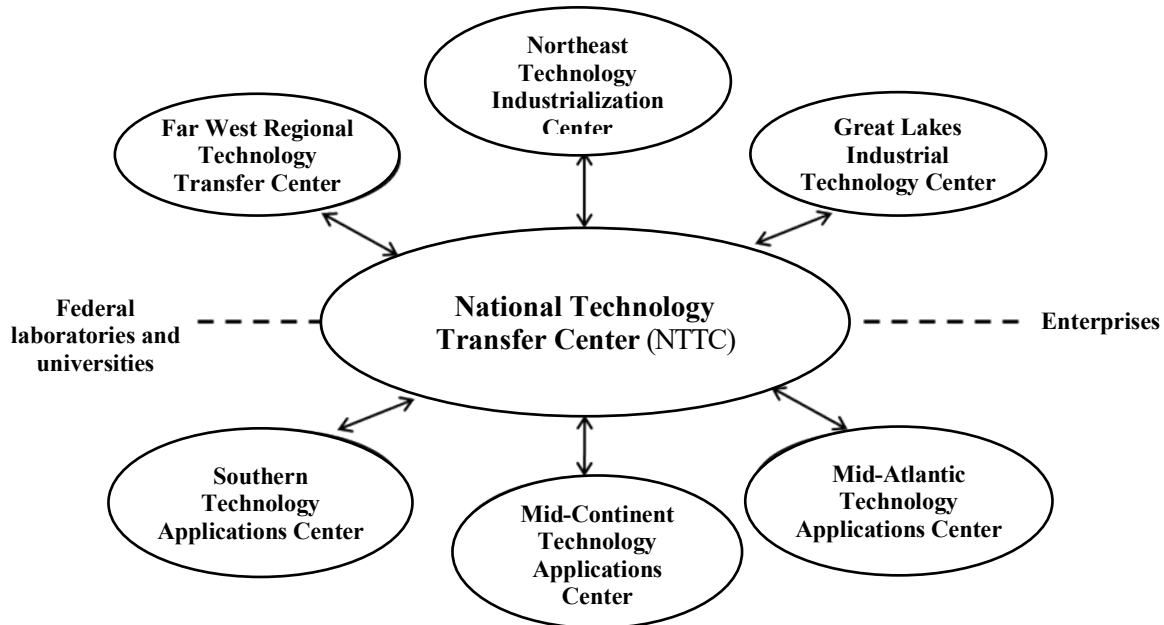 Northeast
Technology
Industrialization
Center
Far West Regional
Technology
Transfer Center
Great Lakes
Industrial
Technology Center
Federal
laboratories and
universities
National Technology
Transfer Center (NTTC)
Enterprises
Southern
Technology
Applications Center
Mid-Continent
Technology
Applications
Center
Mid-Atlantic
Technology
Applications Center